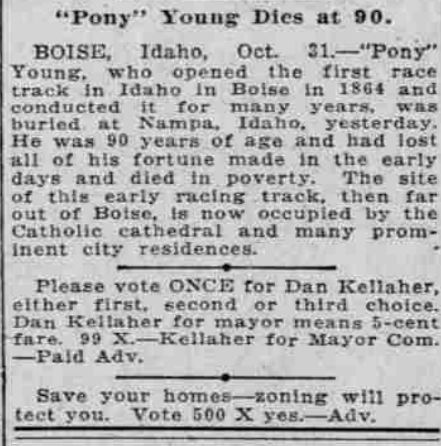 "Pony" Young Dies at 90.
BOISE, Idaho, Oct. 31.—"Pony"
Young, who opened the first race
track in Idaho in Boise in 1864 and
conducted it for many years, was
buried at Nampa, Idaho, yesterday.
He was 90 years of age and had lost
all of his fortune made in the early
days and died in poverty. The site
of this early racing track, then far
out of Boise, is now occupied by the
Catholic cathedral and many prom-
inent city residences.
Please vote ONCE for Dan Kellaher,
either first, second or third choice.
Dan Kellaher for mayor means 5-cent
fare. 99 X.—Kellaher for Mayor Com.
—Paid Adv.
Save your homes—zoning will pro-
tect you. Vote 500 X yes.—Adv.